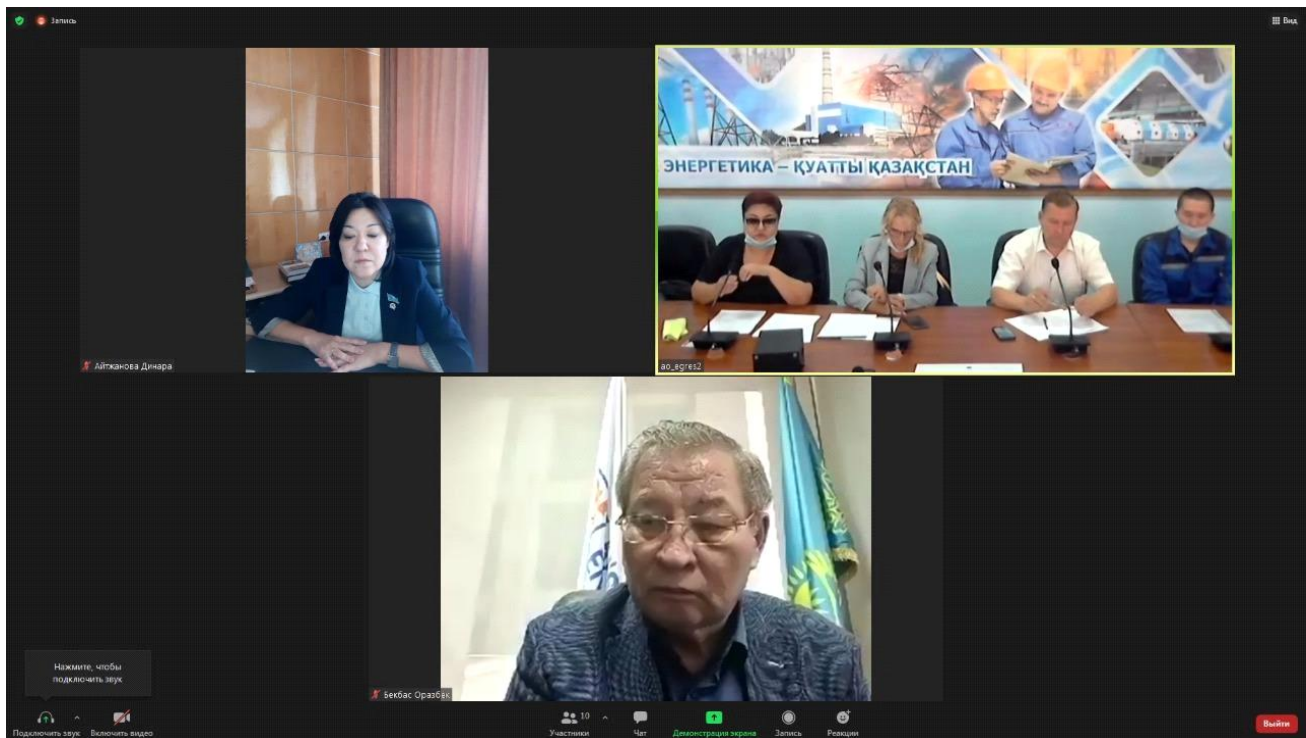 Запись
Вид
ЭНЕРГЕТИКА – ҚУАТТЫ ҚАЗАҚСТАН
Айтжанова Динара
ao_egres2
Бекбас Оразбек
Нажмите, чтобы
подключить звук
10
Подключить звук
Включить видео
Участники
Чат
Демонстрация экрана
Запись
Реакции
Выйти